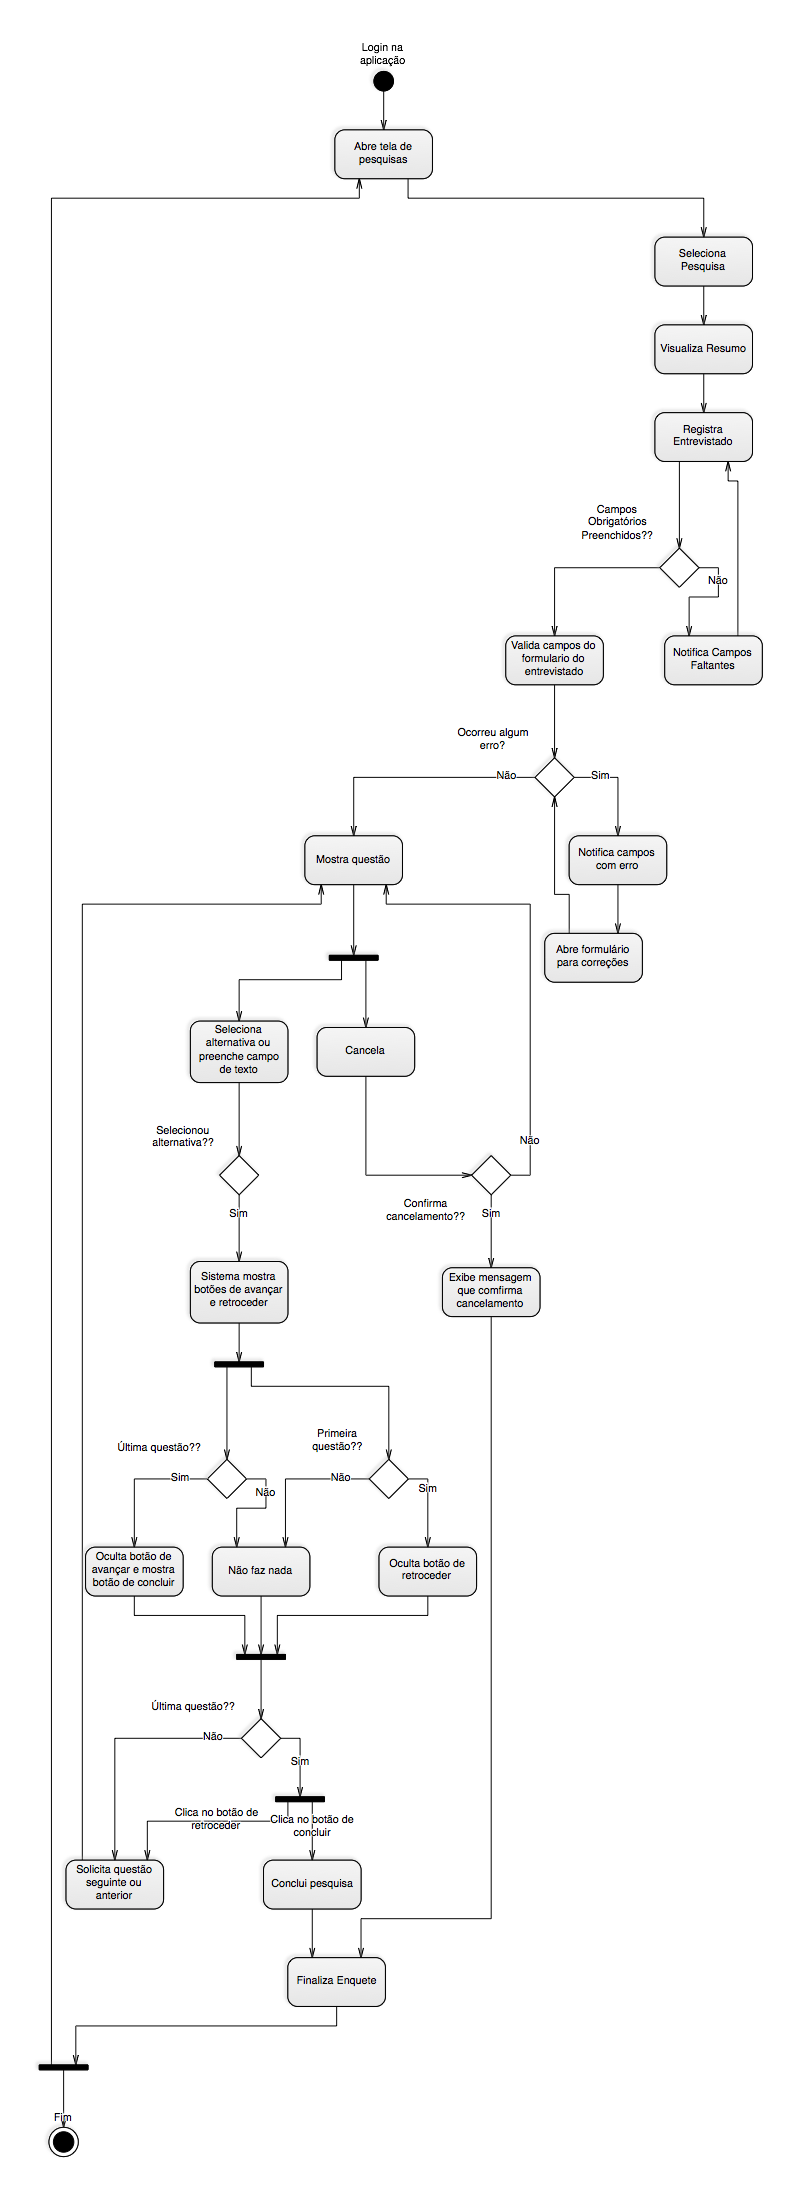 Login na
aplicação
Abre tela de
pesquisas
Seleciona
Pesquisa
Visualiza Resumo
Registra
Entrevistado
Campos
Obrigatórios
Preenchidos??
Não
Valida campos do
formulario do
entrevistado
Notifica Campos
Faltantes
Ocorreu algum
erro?
Não
Sim
Mostra questão
Notifica campos
com erro
Abre formulário
para correções
Seleciona
alternativa ou
preenche campo
de texto
Cancela
Selecionou
alternativa??
Não
Confirma
cancelamento??
Sim
Sim
Sistema mostra
botões de avançar
e retroceder
Exibe mensagem
que comfirma
cancelamento
Última questão??
Primeira
questão??
Sim
Não
Não
Sim
Oculta botão de
avançar e mostra
botão de concluir
Não faz nada
Oculta botão de
retroceder
Última questão??
Não
Sim
Clica no botão de
retroceder
Clica no botão de
concluir
Solicita questão
seguinte ou
anterior
Conclui pesquisa
Finaliza Enquete
Fim